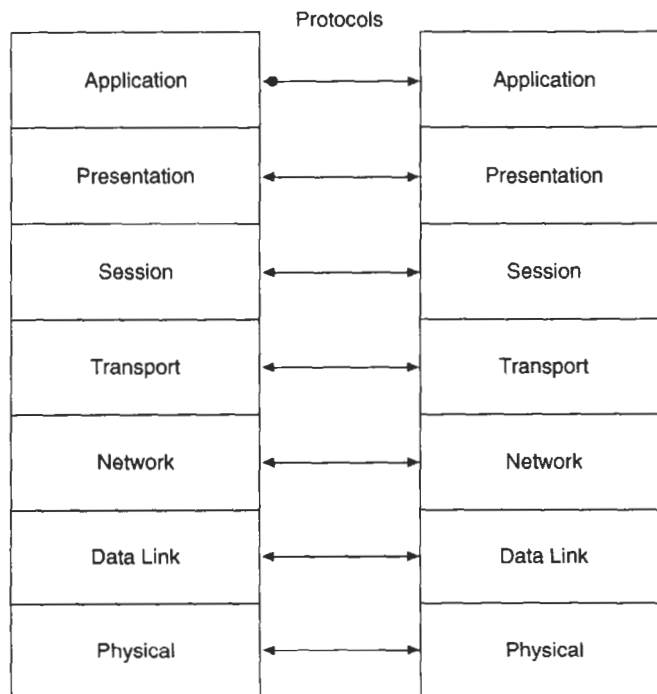 Protocols
Application Application
Presentation Presentation
Session Session
Transport Transport
Network Network
Data Link Data Link
Physical Physical